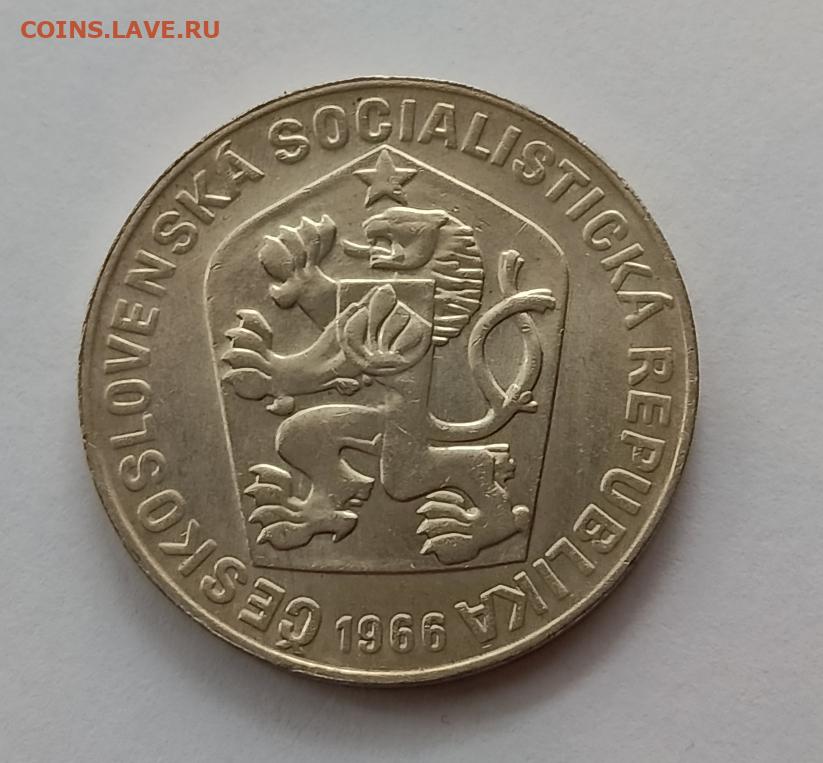 COINS.LAVE.RU
ČESKOSLOVENSKÁ SOCIALISTICKÁ REPUBLIKA
1966